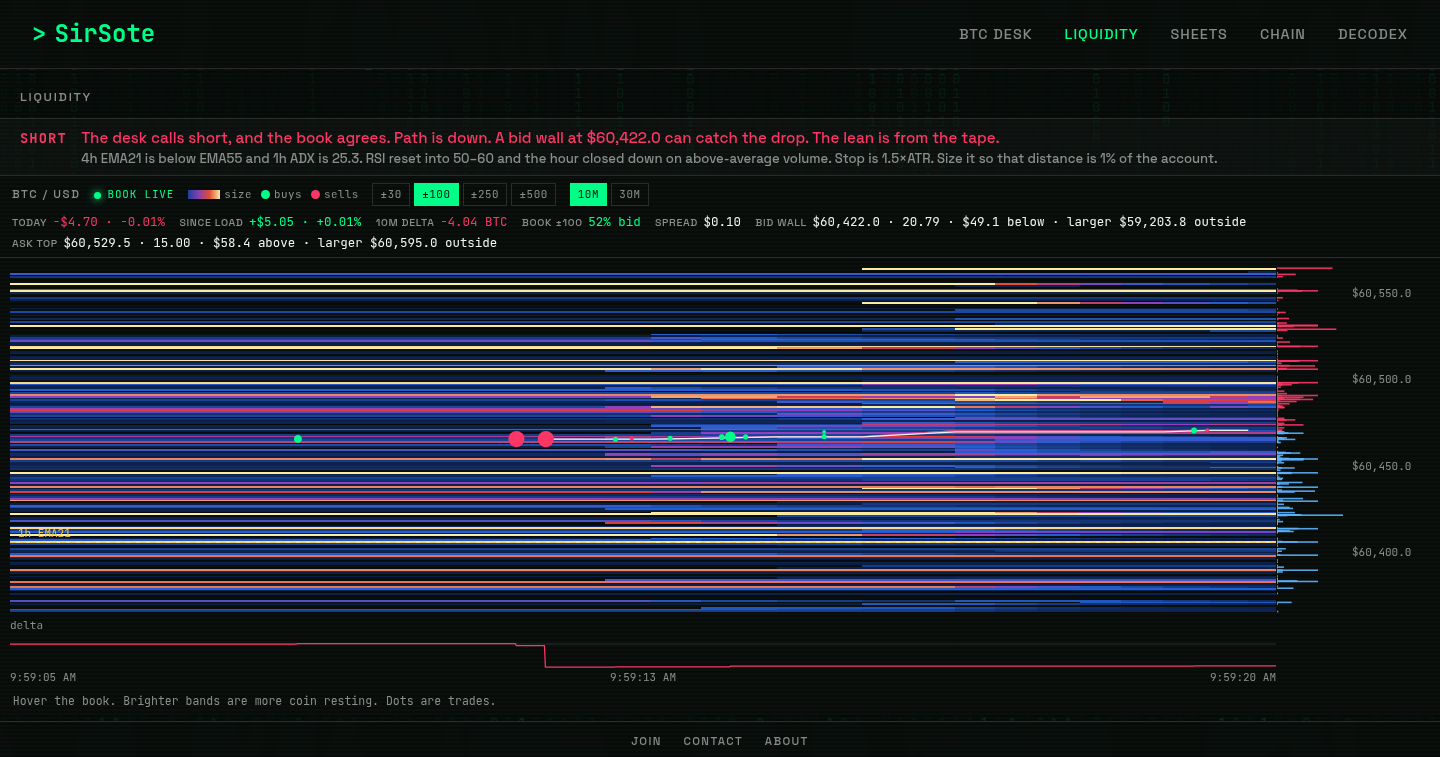 > SirSote
BTC DESK LIQUIDITY SHEETS CHAIN DECODEX
LIQUIDITY
SHORT The desk calls short, and the book agrees. Path is down. A bid wall at $60,422.0 can catch the drop. The lean is from the tape.
4h EMA21 is below EMA55 and 1h ADX is 25.3. RSI reset into 50–60 and the hour closed down on above-average volume. Stop is 1.5×ATR. Size it so that distance is 1% of the account.
BTC / USD BOOK LIVE size buys sells ±30 ±100 ±250 ±500 10M 30M
TODAY -$4.70 · -0.01% SINCE LOAD +$5.05 · +0.01% 10M DELTA -4.04 BTC BOOK ±100 52% bid SPREAD $0.10 BID WALL $60,422.0 · 20.79 · $49.1 below · larger $59,203.8 outside
ASK TOP $60,529.5 · 15.00 · $58.4 above · larger $60,595.0 outside
$60,550.0
$60,500.0
$60,450.0
1h EMA21
$60,400.0
delta
9:59:05 AM 9:59:13 AM 9:59:20 AM
Hover the book. Brighter bands are more coin resting. Dots are trades.
JOIN CONTACT ABOUT